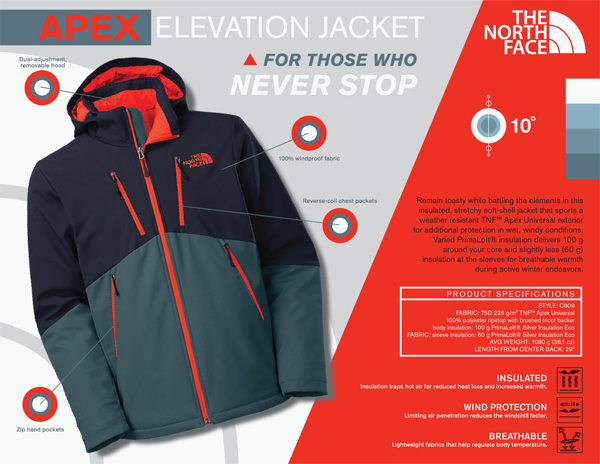 APEX ELEVATION JACKET
▲ FOR THOSE WHO
NEVER STOP
THE
NORTH
FACE
Dual-adjustment,
removable hood
THE
NORTH
FACE
100% windproof fabric
Reverse-coil chest pockets
Zip hand pockets
10°
Remain toasty while battling the elements in this
insulated, stretchy soft-shell jacket that sports a
weather resistant TNF™ Apex Universal exterior
for additional protection in wet, windy conditions.
Varied PrimaLoft® insulation delivers 100 g
around your core and slightly less (60 g)
insulation at the sleeves for breathable warmth
during active winter endeavors.
PRODUCT SPECIFICATIONS
STYLE: C809
FABRIC: 75D 226 g/m² TNF™ Apex Universal
100% polyester ripstop with brushed tricot backer
body insulation: 100 g PrimaLoft® Silver Insulation Eco
FABRIC: sleeve insulation: 60 g PrimaLoft® Silver Insulation Eco
AVG WEIGHT: 1080 g (38.1 oz)
LENGTH FROM CENTER BACK: 29"
INSULATED
Insulation traps hot air for reduced heat loss and increased warmth.
WIND PROTECTION
Limiting air penetration reduces the windchill factor.
BREATHABLE
Lightweight fabrics that help regulate body temperature.